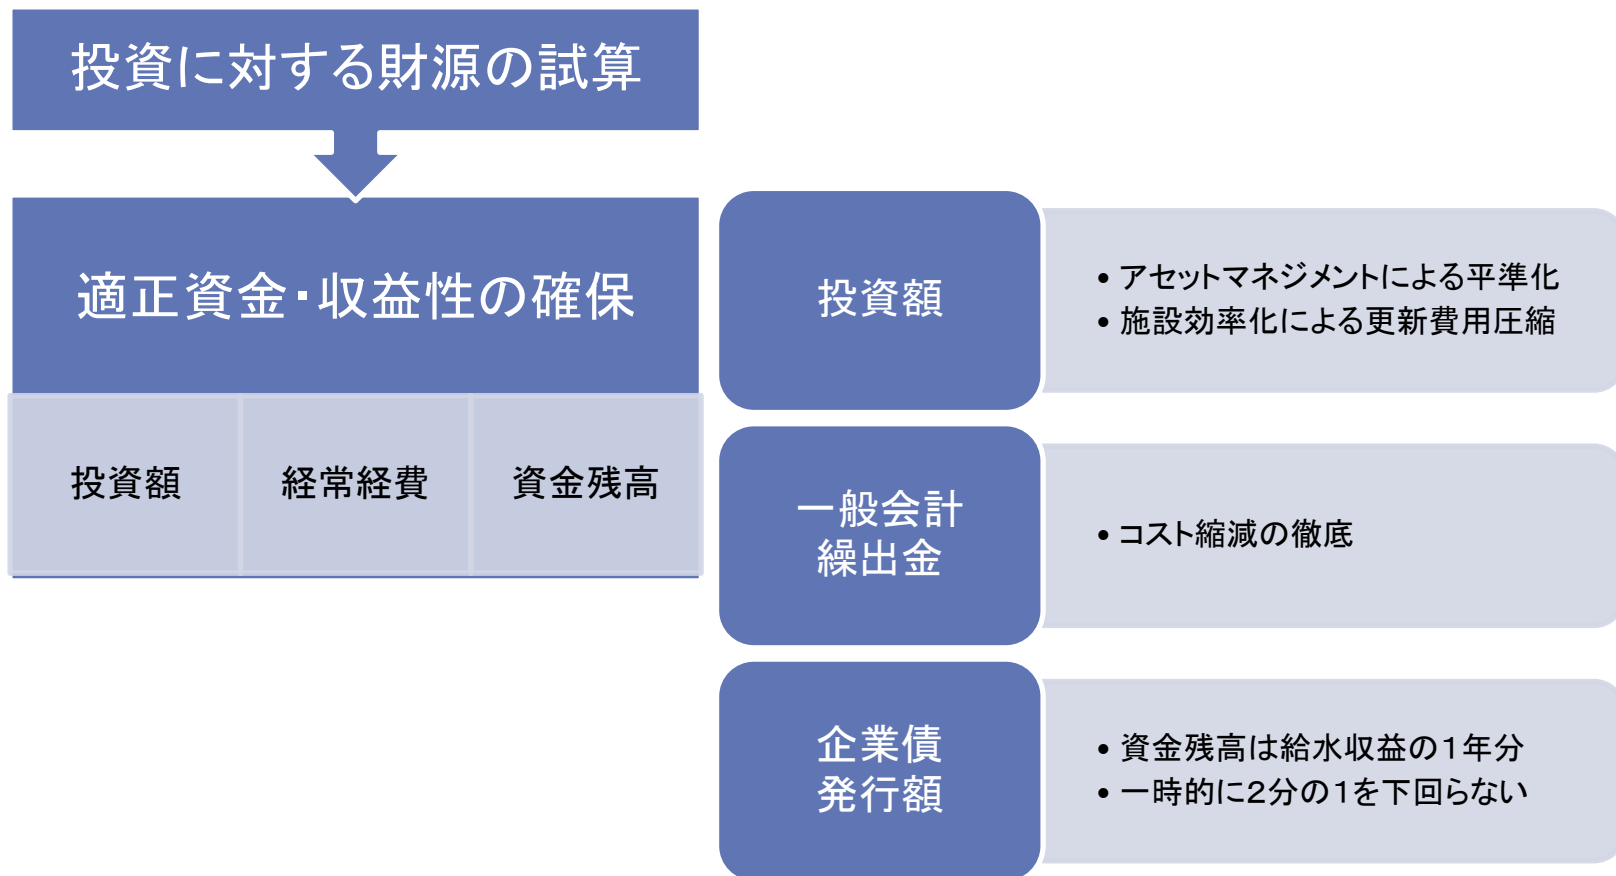 投資に対する財源の試算
適正資金・収益性の確保
投資額
経常経費
資金残高
投資額
• アセットマネジメントによる平準化
• 施設効率化による更新費用圧縮
一般会計
繰出金
• コスト縮減の徹底
企業債
発行額
• 資金残高は給水収益の１年分
• 一時的に２分の１を下回らない